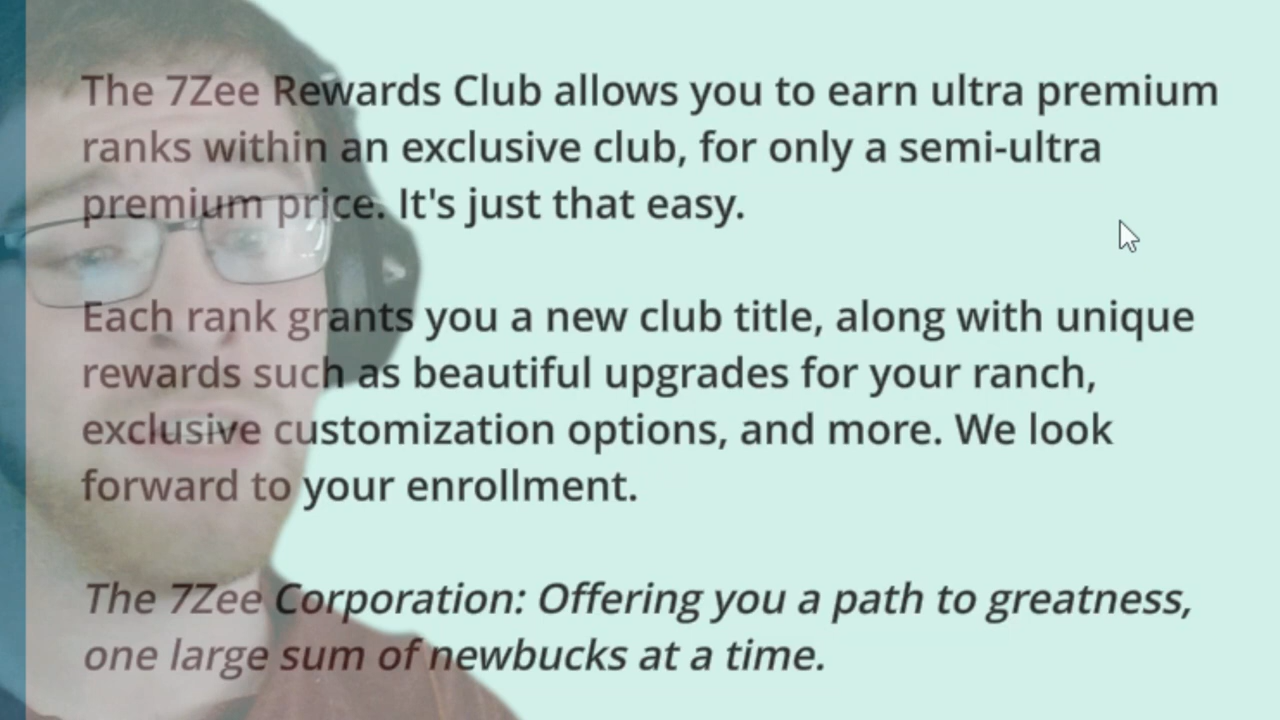 The 7Zee Rewards Club allows you to earn ultra premium
ranks within an exclusive club, for only a semi-ultra
premium price. It's just that easy.
Each rank grants you a new club title, along with unique
rewards such as beautiful upgrades for your ranch,
exclusive customization options, and more. We look
forward to your enrollment.
The 7Zee Corporation: Offering you a path to greatness,
one large sum of newbucks at a time.